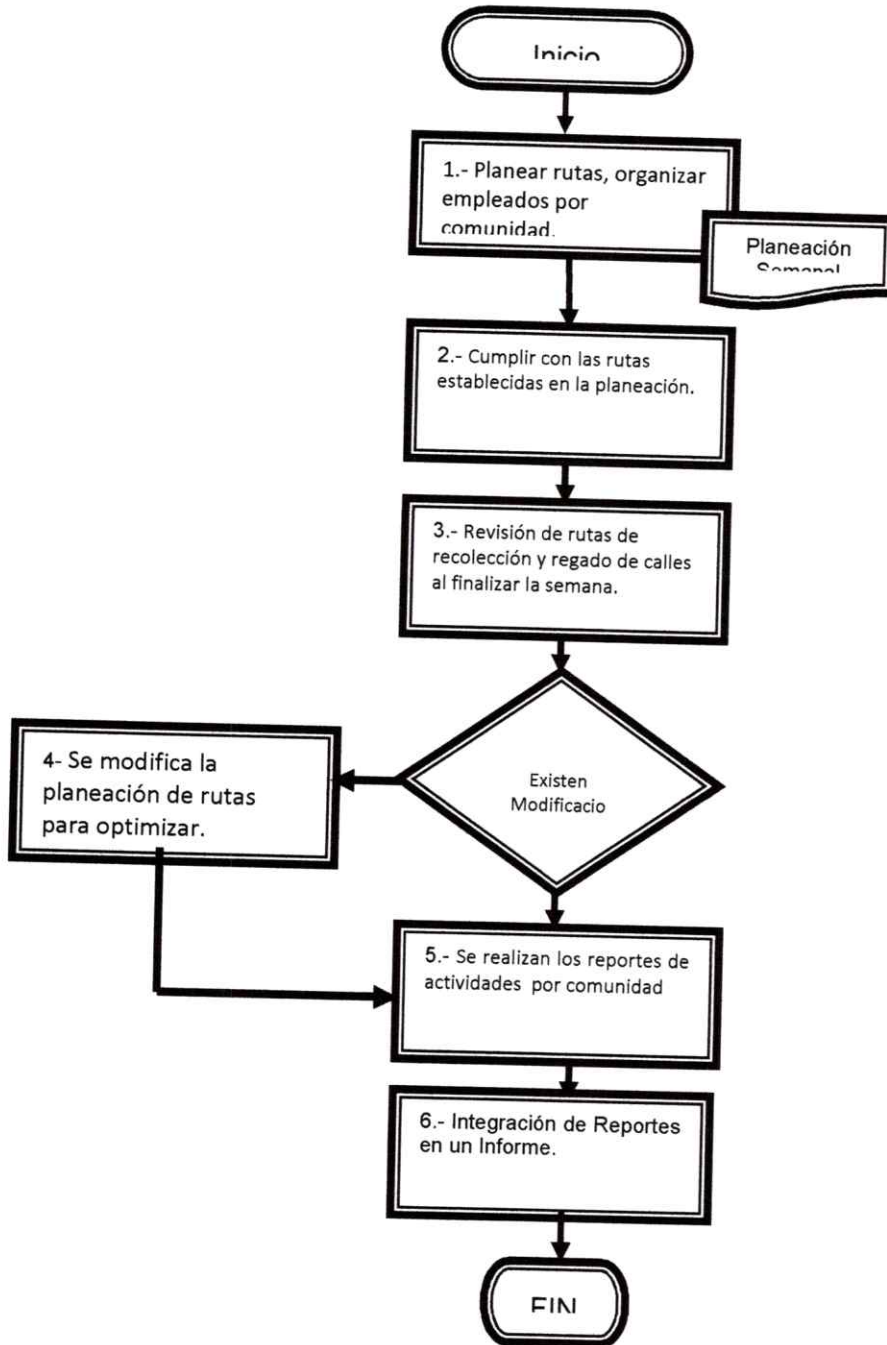 Inicio
1.- Planear rutas, organizar
empleados por
comunidad.
Planeación
Semanal
2.- Cumplir con las rutas
establecidas en la planeación.
3.- Revisión de rutas de
recolección y regado de calles
al finalizar la semana.
Existen
Modificacio
4- Se modifica la
planeación de rutas
para optimizar.
5.- Se realizan los reportes de
actividades por comunidad
6.- Integración de Reportes
en un Informe.
FIN